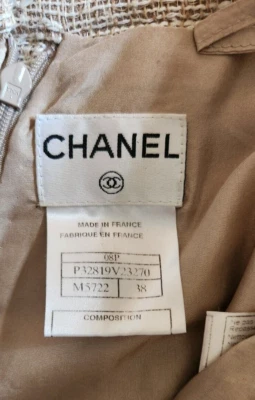 CHANEL
MADE IN FRANCE
FABRIQUÉ EN FRANCE
08P
P32819V23270
M5722 38
COMPOSITION